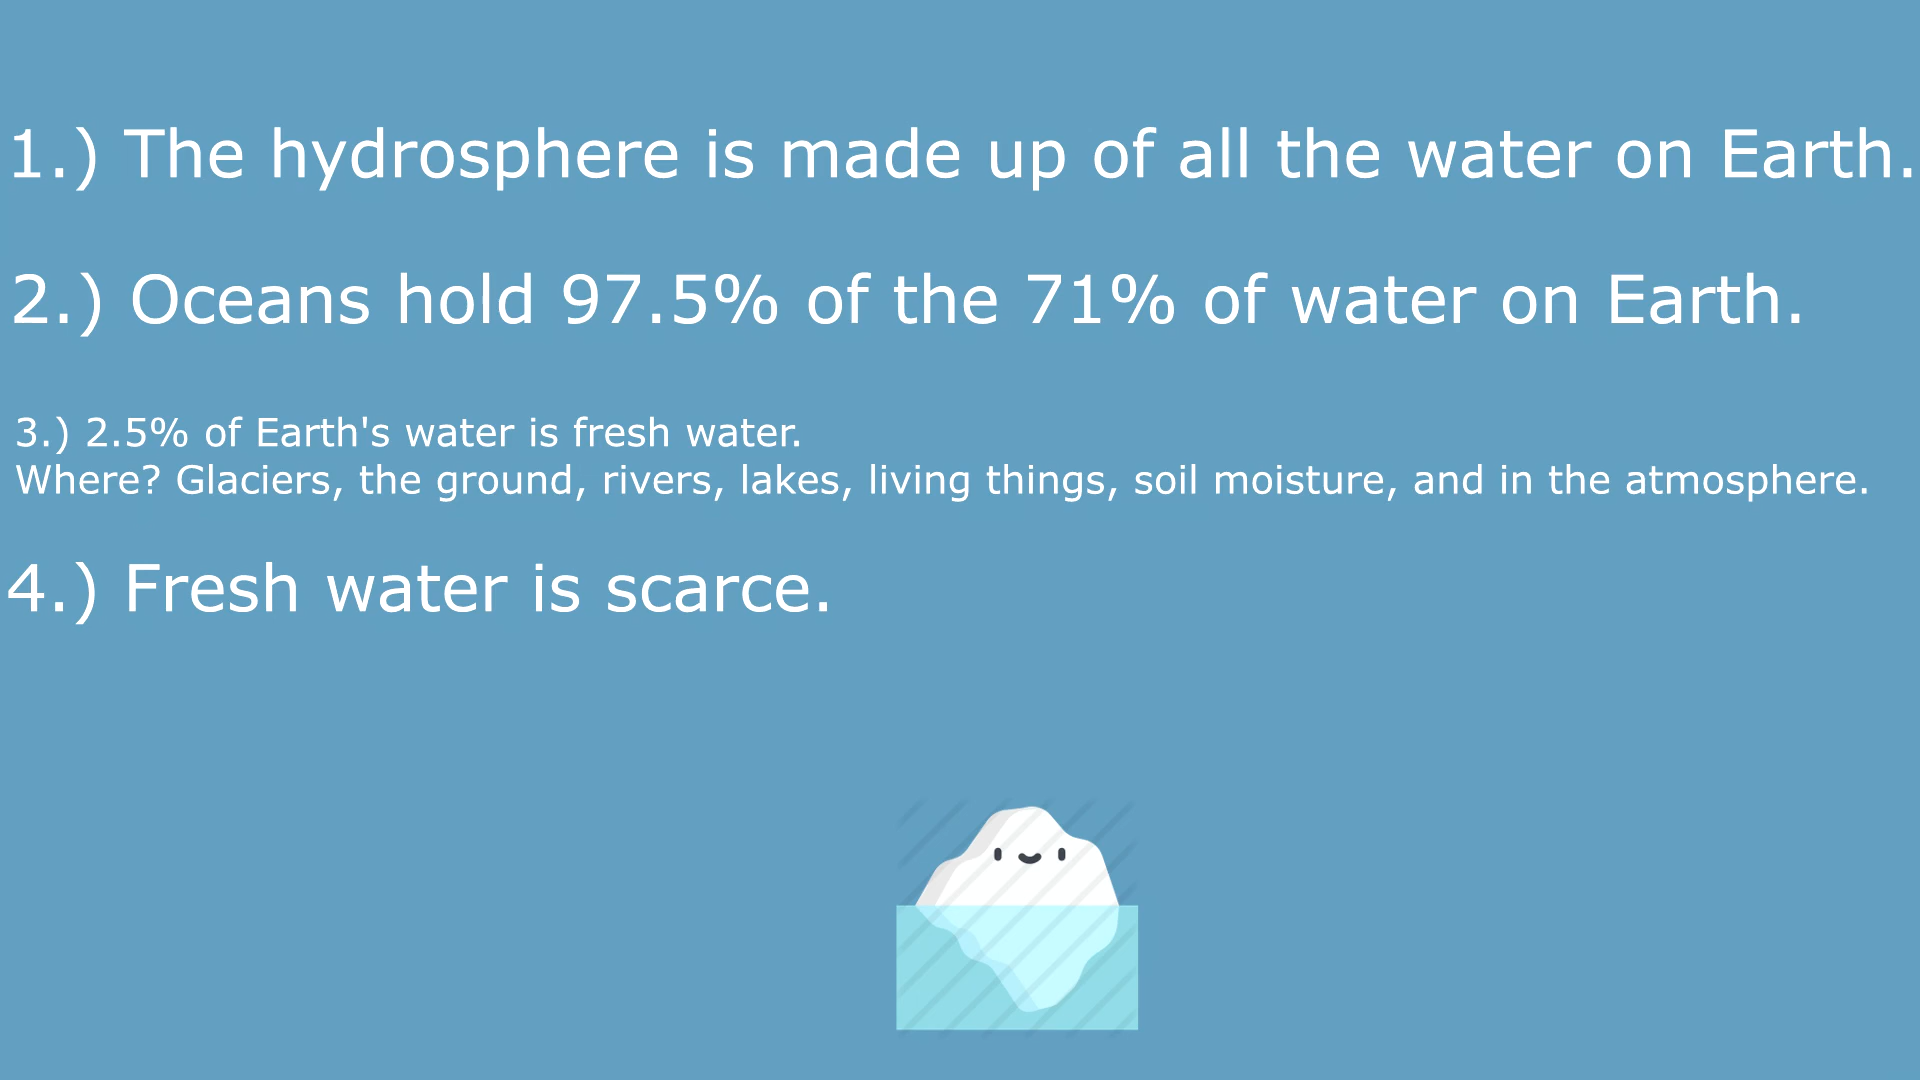 1.) The hydrosphere is made up of all the water on Earth.
2.) Oceans hold 97.5% of the 71% of water on Earth.
3.) 2.5% of Earth's water is fresh water.
Where? Glaciers, the ground, rivers, lakes, living things, soil moisture, and in the atmosphere.
4.) Fresh water is scarce.